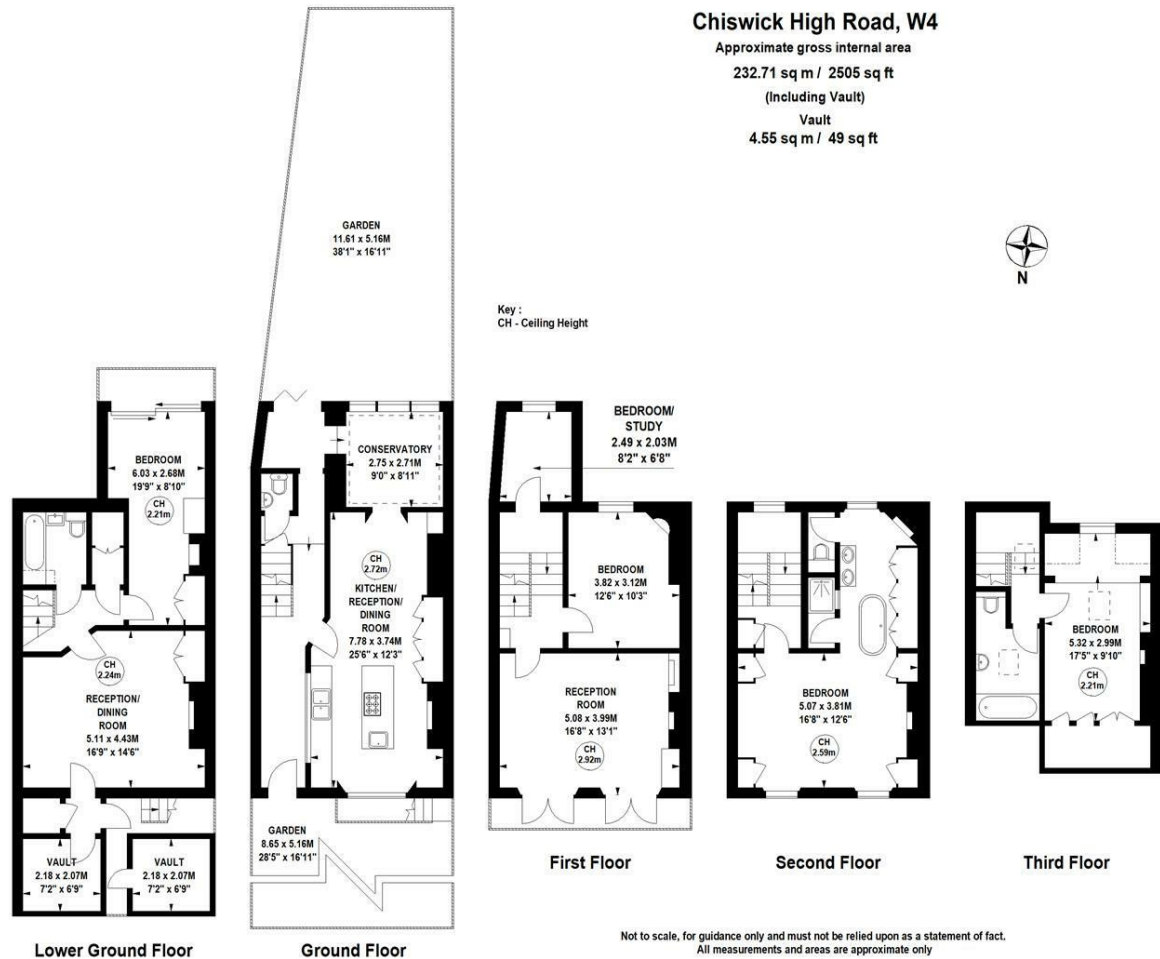 Chiswick High Road, W4
Approximate gross internal area
232.71 sq m / 2505 sq ft
(Including Vault)
Vault
4.55 sq m / 49 sq ft
N
Key :
CH - Ceiling Height
BEDROOM
6.03 x 2.68M
19'9" x 8'10"
CH
2.21m
CH
2.24m
RECEPTION/
DINING
ROOM
5.11 x 4.43M
16'9" x 14'6"
VAULT
2.18 x 2.07M
7'2" x 6'9"
VAULT
2.18 x 2.07M
7'2" x 6'9"
Lower Ground Floor
GARDEN
11.61 x 5.16M
38'1" x 16'11"
CONSERVATORY
2.75 x 2.71M
9'0" x 8'11"
CH
2.72m
KITCHEN/
RECEPTION/
DINING
ROOM
7.78 x 3.74M
25'6" x 12'3"
GARDEN
8.65 x 5.16M
28'5" x 16'11"
Ground Floor
BEDROOM/
STUDY
2.49 x 2.03M
8'2" x 6'8"
BEDROOM
3.82 x 3.12M
12'6" x 10'3"
RECEPTION
ROOM
5.08 x 3.99M
16'8" x 13'1"
CH
2.92m
First Floor
BEDROOM
5.07 x 3.81M
16'8" x 12'6"
CH
2.59m
Second Floor
BEDROOM
5.32 x 2.99M
17'5" x 9'10"
CH
2.21m
Third Floor
Not to scale, for guidance only and must not be relied upon as a statement of fact.
All measurements and areas are approximate only